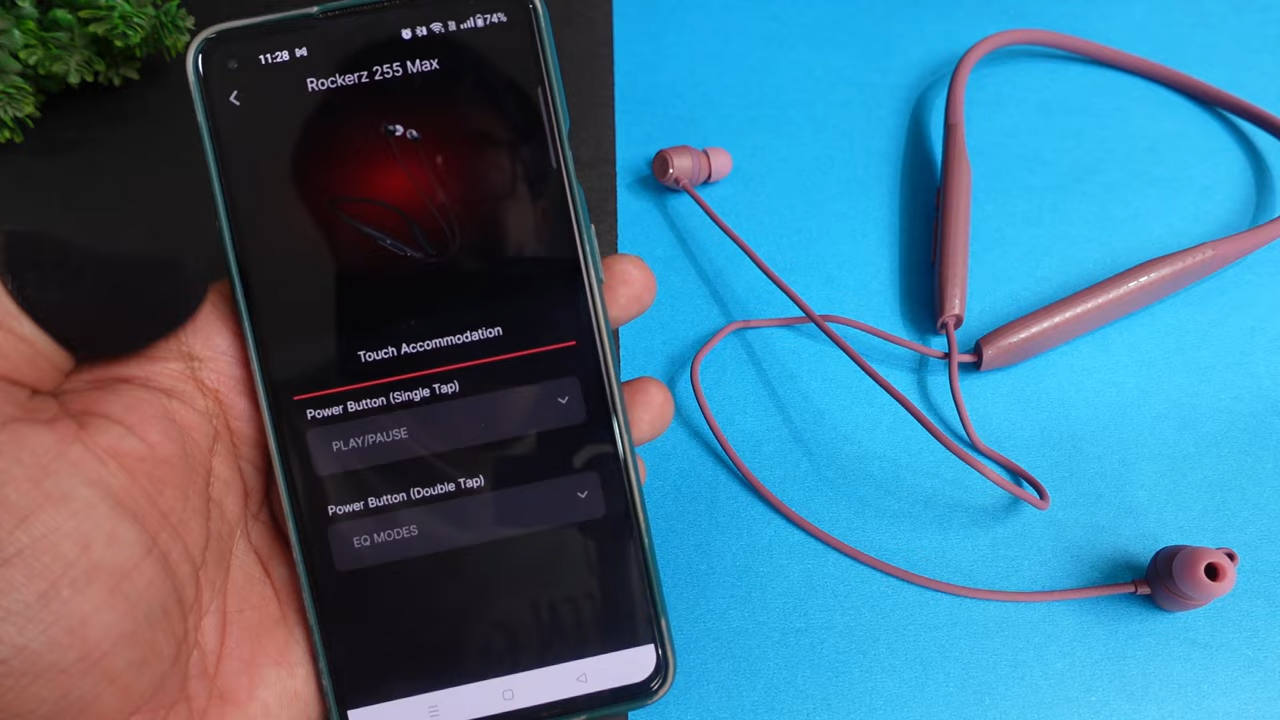 11:28
74%
Rockerz 255 Max
Touch Accommodation
Power Button (Single Tap)
PLAY/PAUSE
Power Button (Double Tap)
EQ MODES